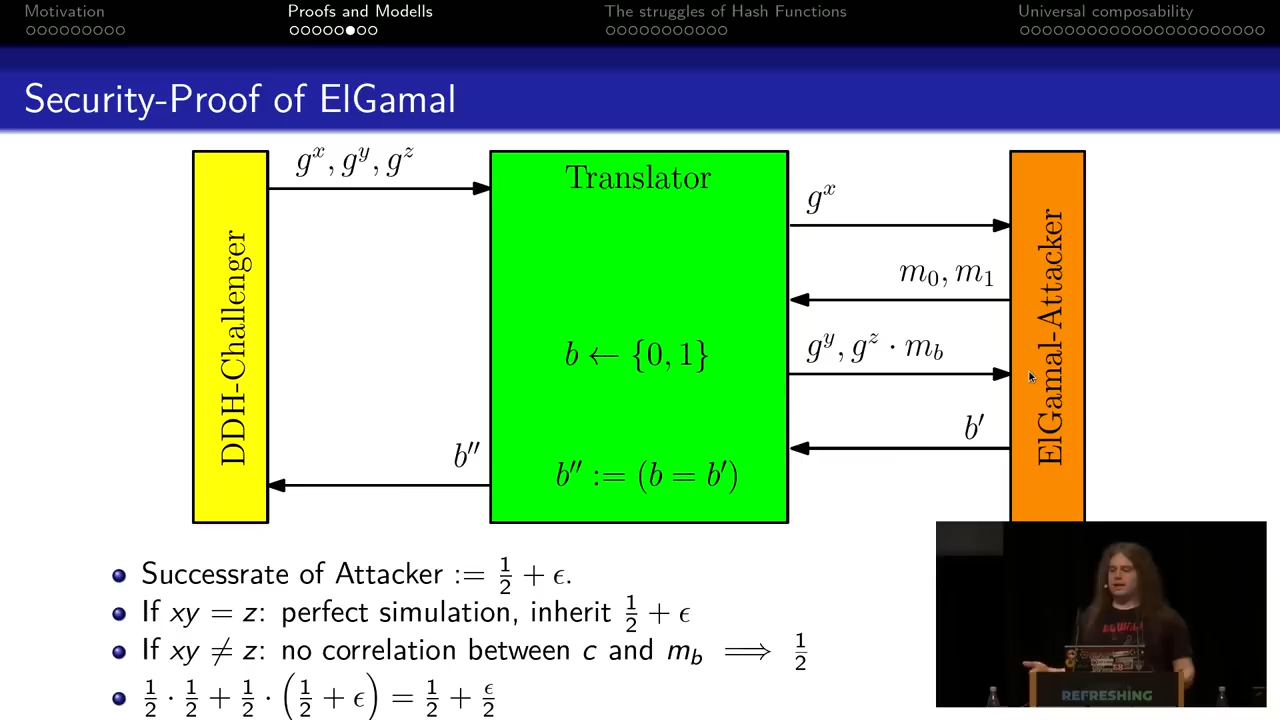 Motivation
Proofs and Modells
The struggles of Hash Functions
Universal composability
Security-Proof of ElGamal
g^x, g^y, g^z
Translator
g^x
m_0, m_1
b ← {0, 1}
g^y, g^z · m_b
b′
b″
b″ := (b = b′)
DDH-Challenger
ElGamal-Attacker
Successrate of Attacker := 1/2 + ϵ.
If xy = z: perfect simulation, inherit 1/2 + ϵ
If xy ≠ z: no correlation between c and m_b ⟹ 1/2
1/2 · 1/2 + 1/2 · (1/2 + ϵ) = 1/2 + ϵ/2
REFRESHING